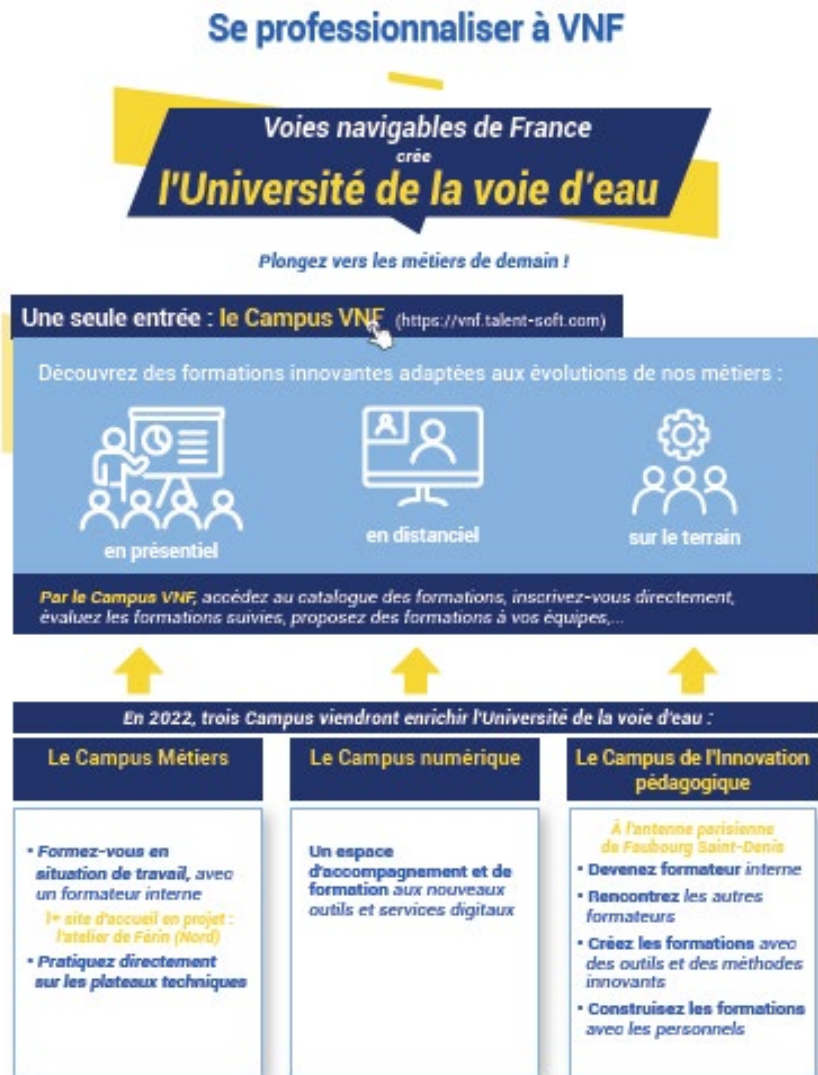 Se professionnaliser à VNF
Voies navigables de France
crée
l'Université de la voie d'eau
Plongez vers les métiers de demain !
Une seule entrée : le Campus VNF (https://vnf.talent-soft.com)
Découvrez des formations innovantes adaptées aux évolutions de nos métiers :
en présentiel
en distanciel
sur le terrain
Par le Campus VNF, accédez au catalogue des formations, inscrivez-vous directement,
évaluez les formations suivies, proposez des formations à vos équipes,...
En 2022, trois Campus viendront enrichir l'Université de la voie d'eau :
Le Campus Métiers
• Formez-vous en
situation de travail, avec
un formateur interne
1er site d'accueil en projet :
l'atelier de Férin (Nord)
• Pratiquez directement
sur les plateaux techniques
Le Campus numérique
Un espace
d'accompagnement et de
formation aux nouveaux
outils et services digitaux
Le Campus de l'Innovation
pédagogique
À l'antenne parisienne
de Faubourg Saint-Denis
• Devenez formateur interne
• Rencontrez les autres
formateurs
• Créez les formations avec
des outils et des méthodes
innovants
• Construisez les formations
avec les personnels